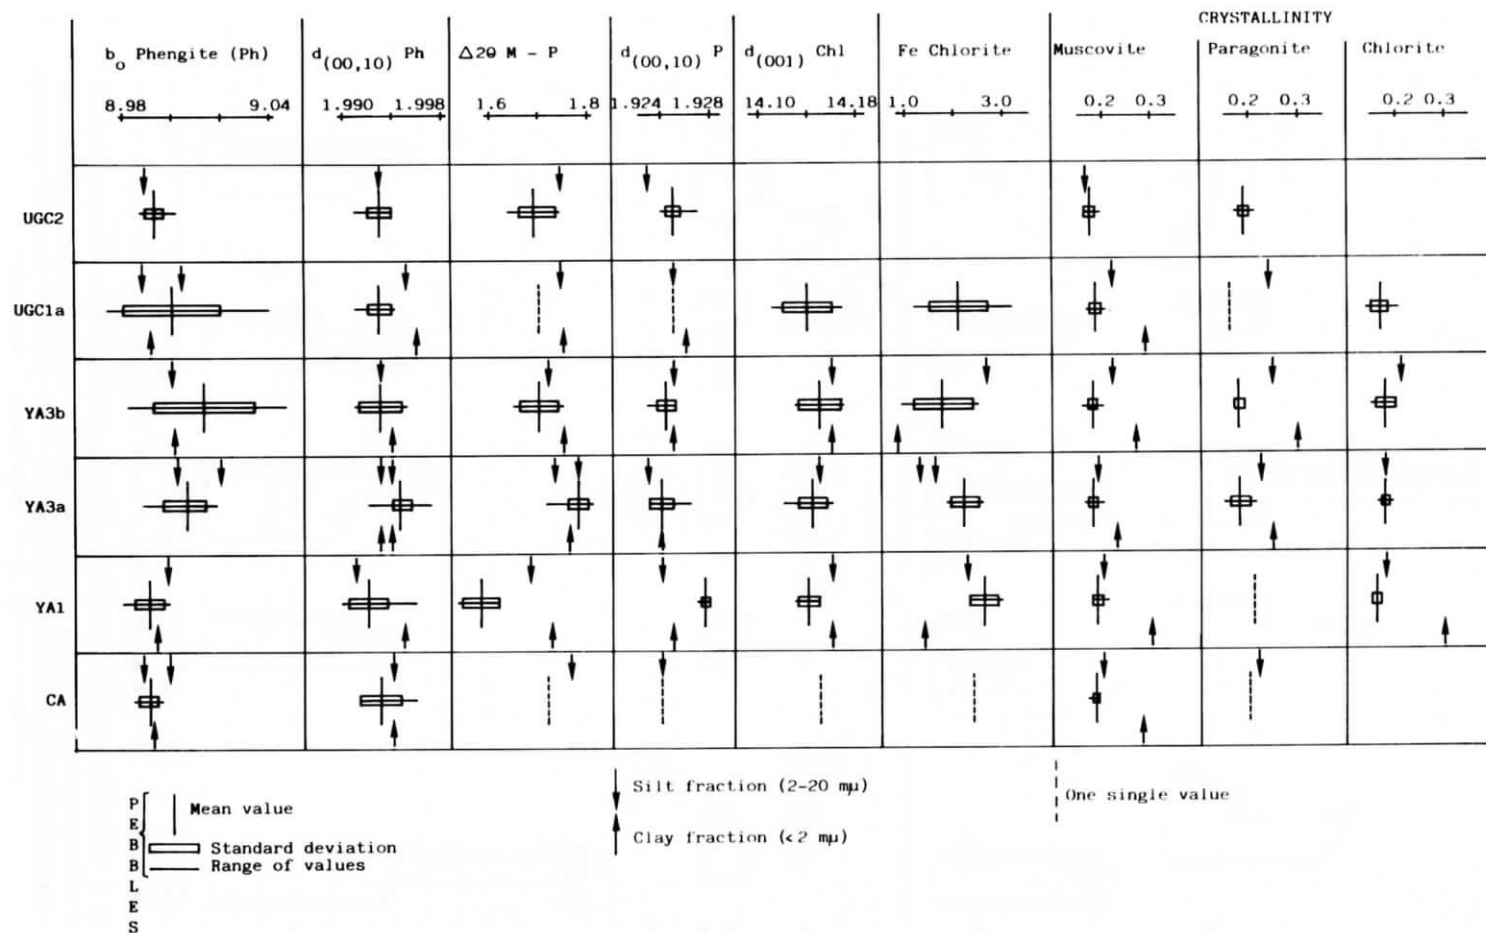 CRYSTALLINITY
b₀ Phengite (Ph) d(00,10) Ph Δ2θ M - P d(00,10) P d(001) Chl Fe Chlorite Muscovite Paragonite Chlorite
8.98 9.04 1.990 1.998 1.6 1.8 1.924 1.928 14.10 14.18 1.0 3.0 0.2 0.3 0.2 0.3 0.2 0.3
UGC2
UGC1a
YA3b
YA3a
YA1
CA
PEBBLES
Mean value
Standard deviation
Range of values
Silt fraction (2-20 mμ)
Clay fraction (<2 mμ)
One single value